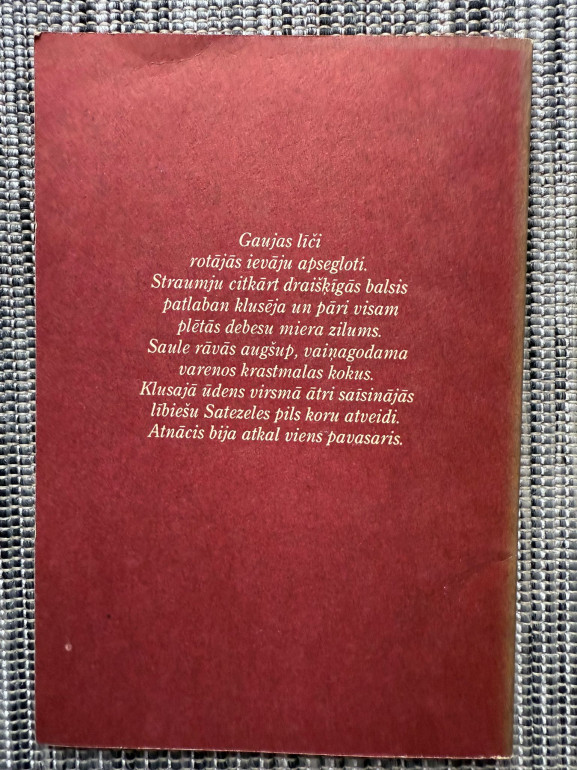 Gaujas līči
rotājās ievāju apsegloti.
Straumju citkārt draišķīgās balsis
patlaban klusēja un pāri visam
plētās debesu miera zilums.
Saule rāvās augšup, vaiņagodama
varenos krastmalas kokus.
Klusajā ūdens virsmā ātri saīsinājās
lībiešu Satezeles pils koru atveidi.
Atnācis bija atkal viens pavasaris.